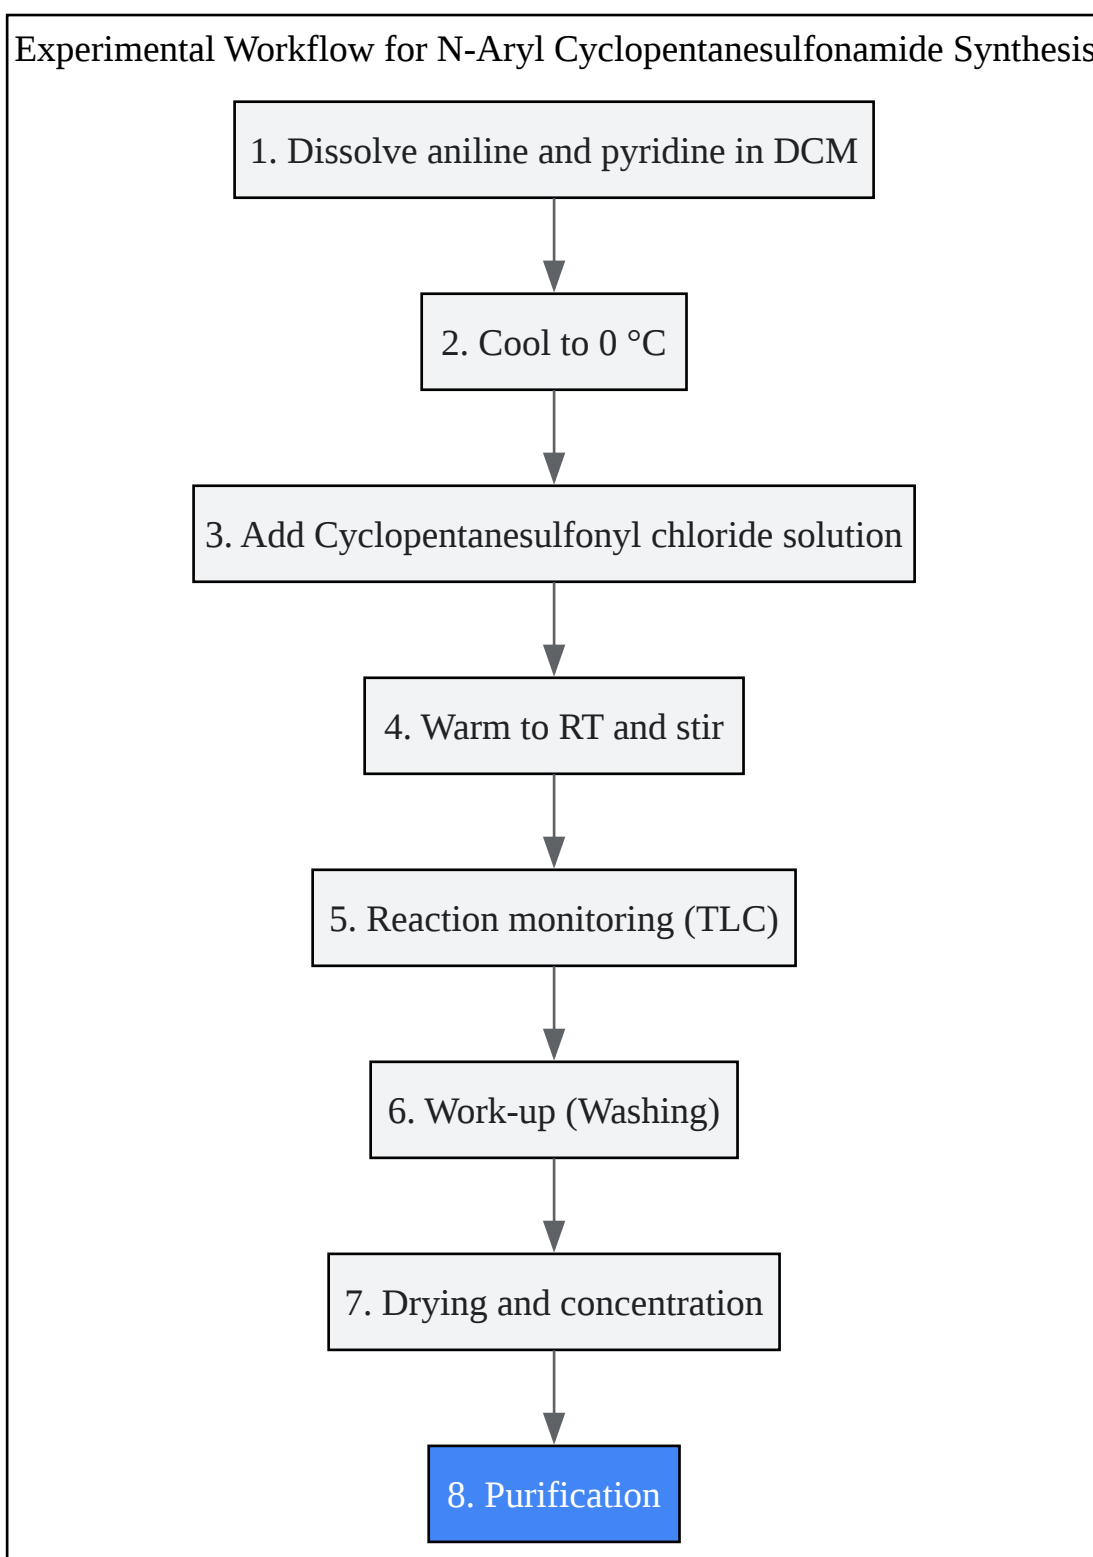 Experimental Workflow for N-Aryl Cyclopentanesulfonamide Synthesis
1. Dissolve aniline and pyridine in DCM
2. Cool to 0 °C
3. Add Cyclopentanesulfonyl chloride solution
4. Warm to RT and stir
5. Reaction monitoring (TLC)
6. Work-up (Washing)
7. Drying and concentration
8. Purification